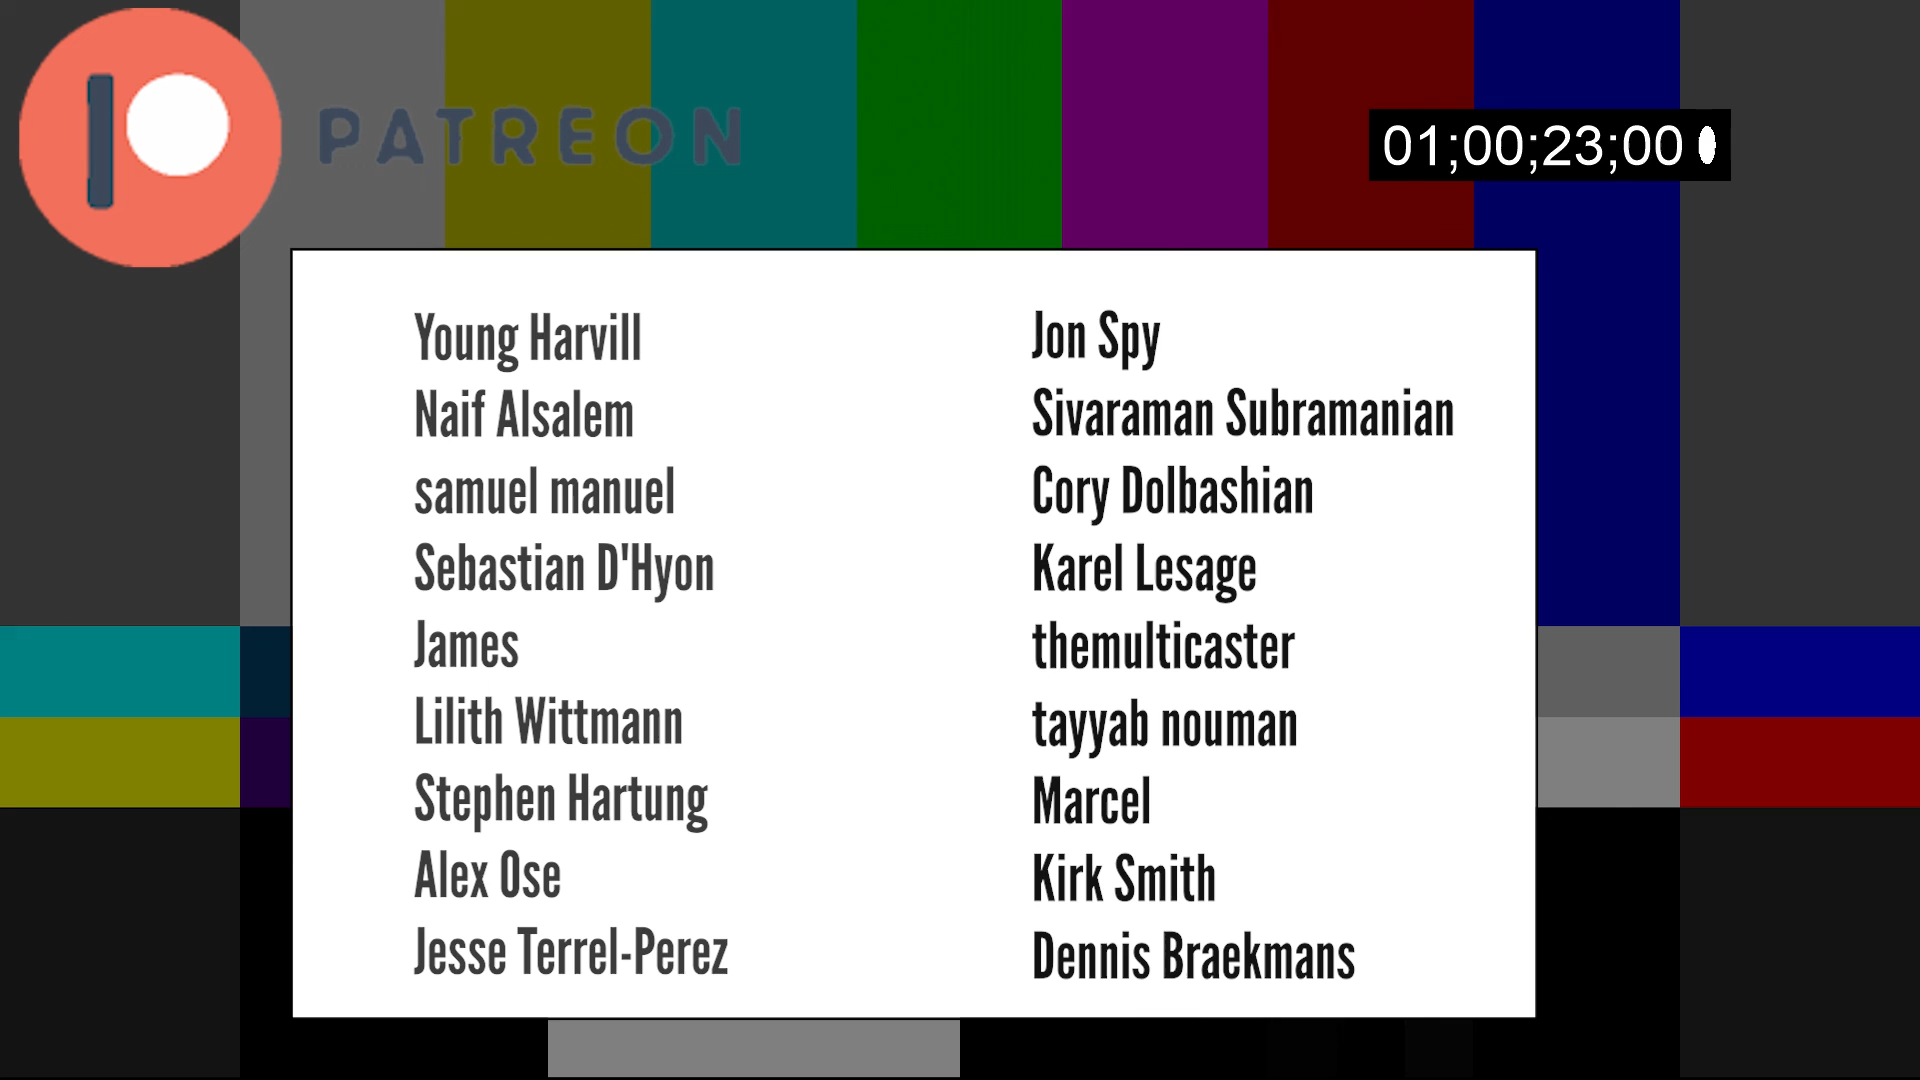 PATREON
01;00;23;00
Young Harvill
Naif Alsalem
samuel manuel
Sebastian D'Hyon
James
Lilith Wittmann
Stephen Hartung
Alex Ose
Jesse Terrel-Perez
Jon Spy
Sivaraman Subramanian
Cory Dolbashian
Karel Lesage
themulticaster
tayyab nouman
Marcel
Kirk Smith
Dennis Braekmans